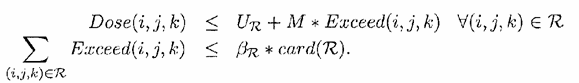 Dose(i, j, k) ≤ U_ℛ + M * Exceed(i, j, k) ∀(i, j, k) ∈ ℛ
∑_{(i,j,k)∈ℛ} Exceed(i, j, k) ≤ β_ℛ * card(ℛ).